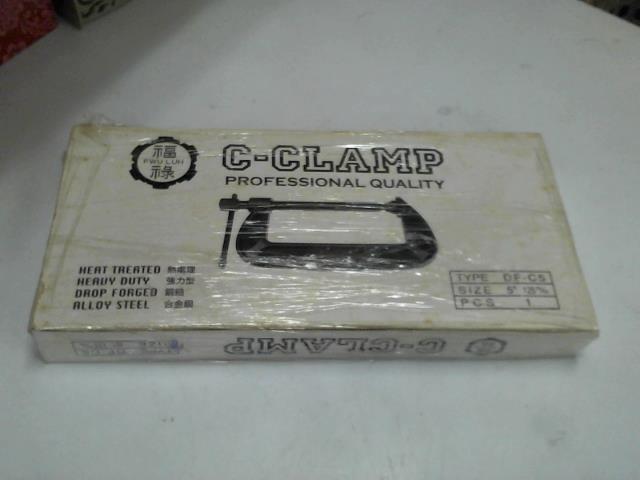 福
FWU LUH
祿
C-CLAMP
PROFESSIONAL QUALITY
HEAT TREATED 熱處理
HEAVY DUTY 強力型
DROP FORGED 鍛造
ALLOY STEEL 合金鋼
TYPE DF-C5
SIZE 5"
PCS 1
C-CLAMP